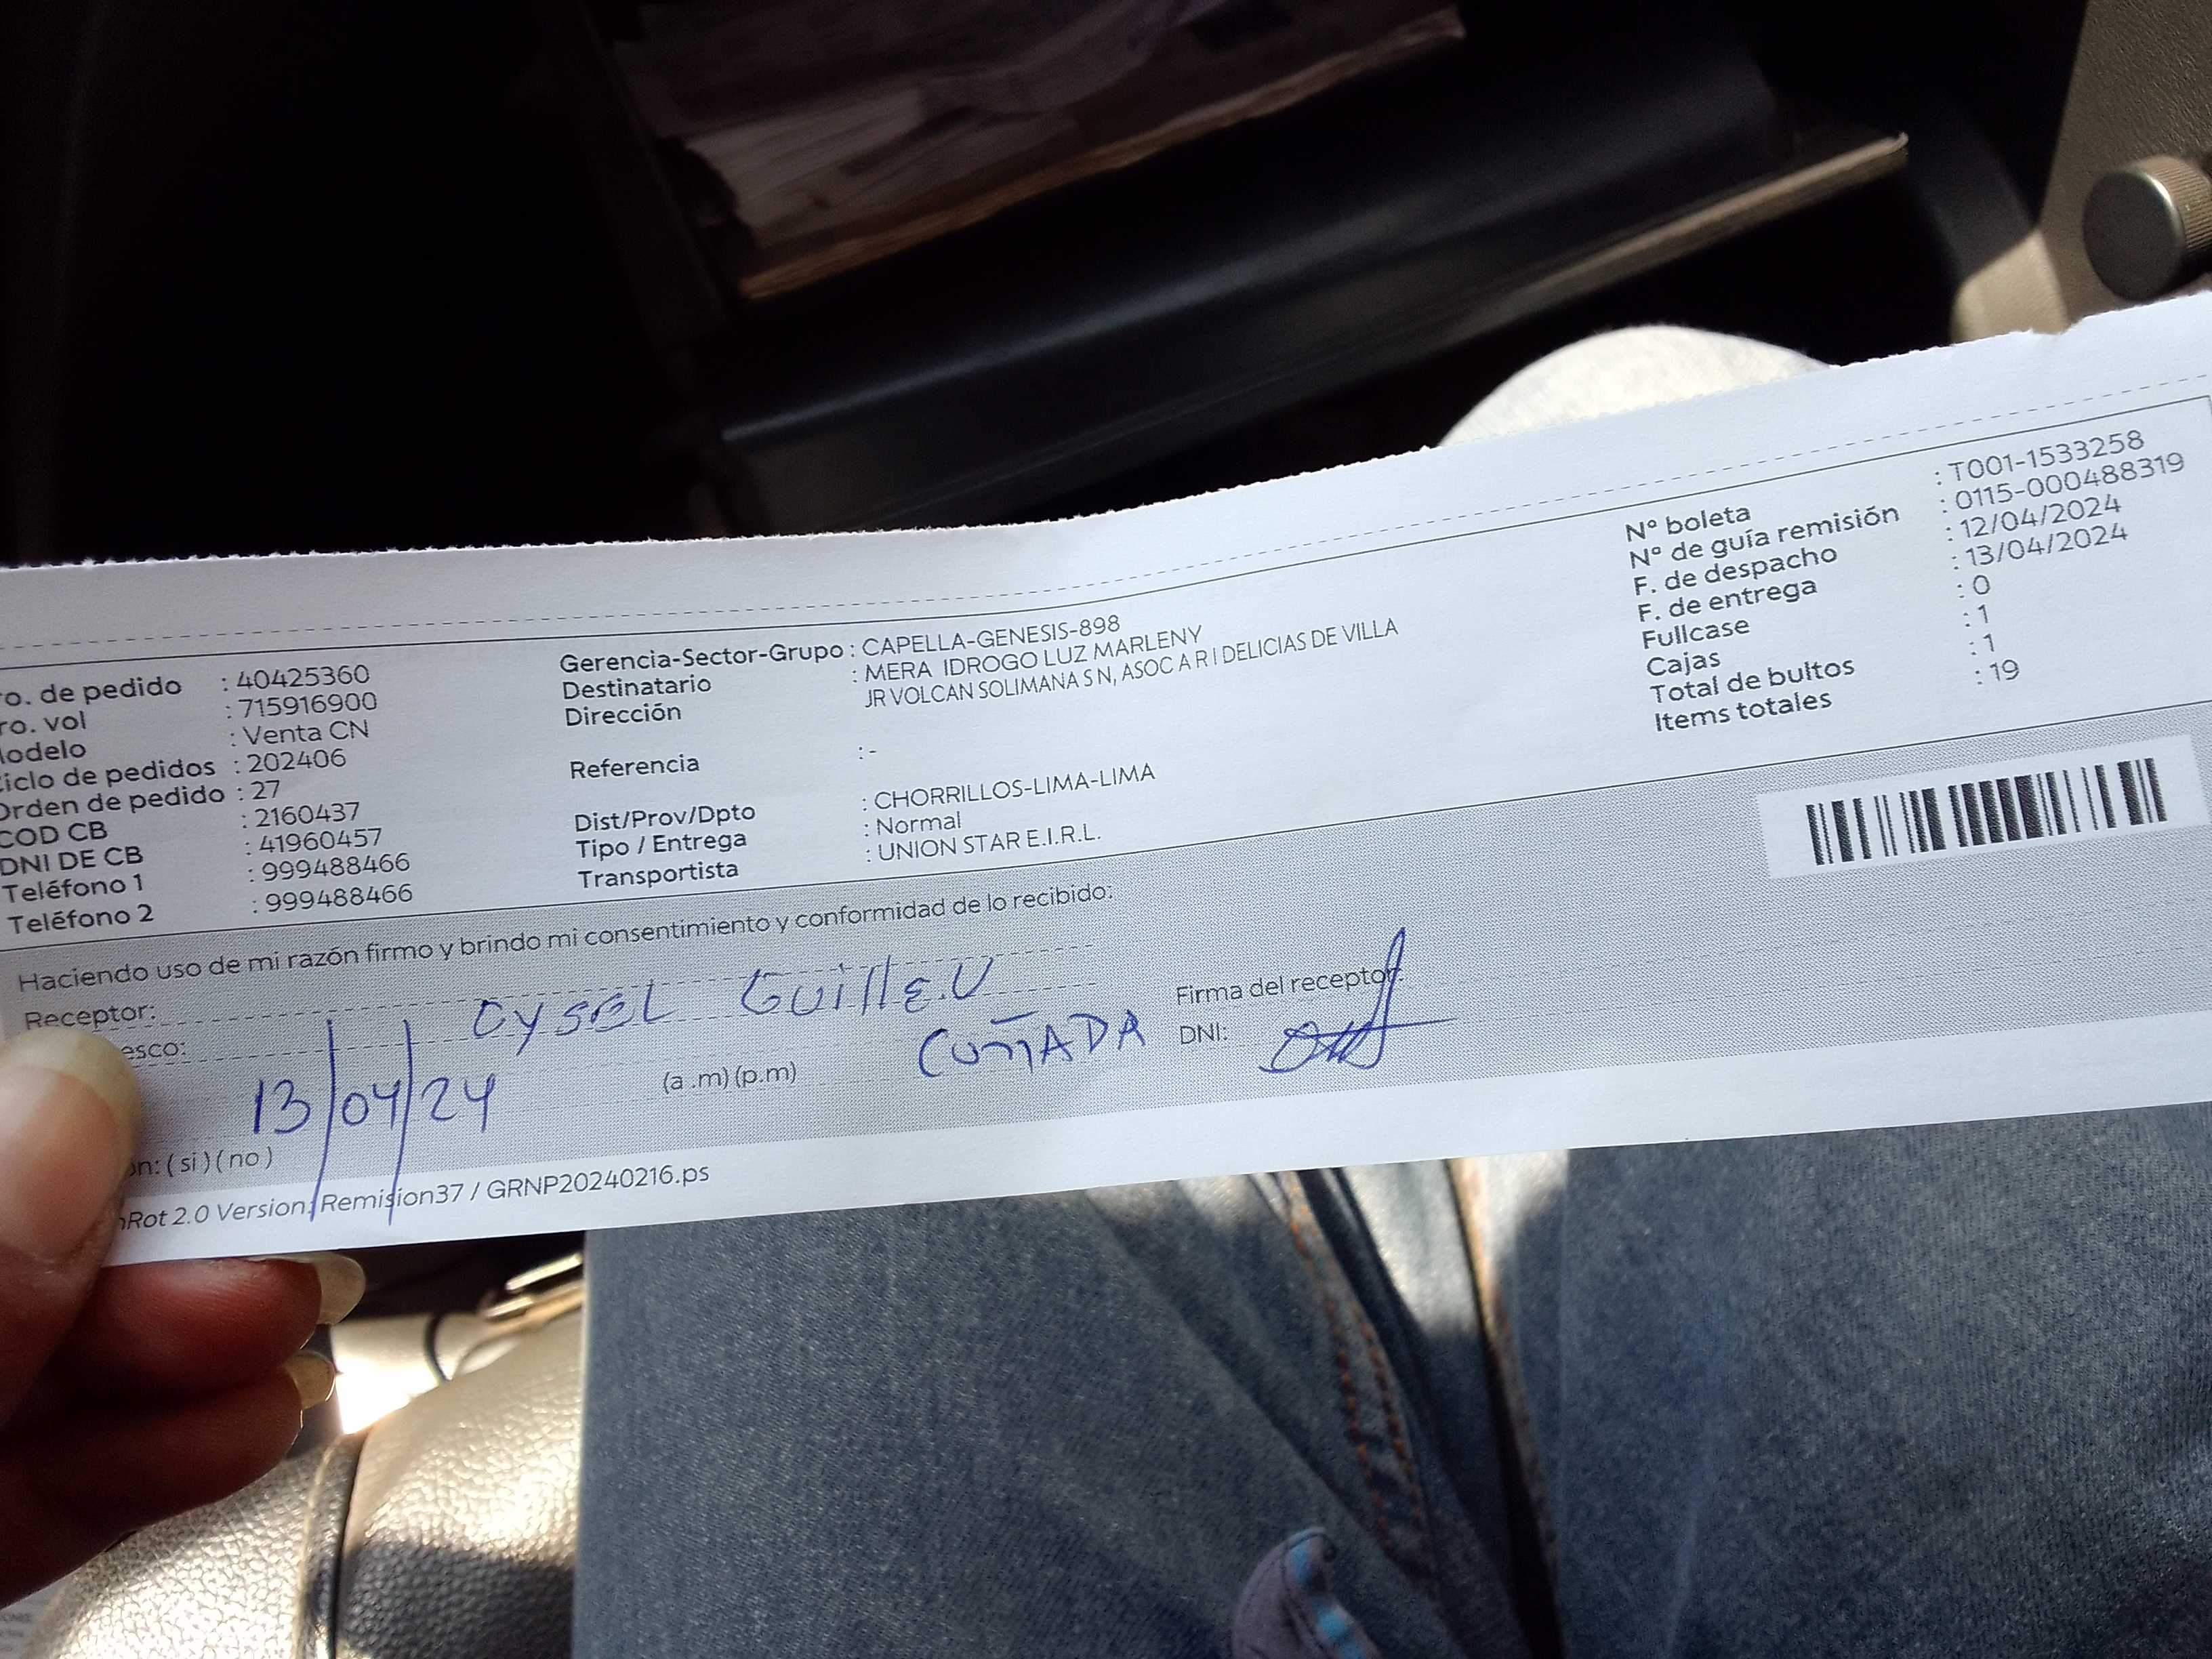 ro. de pedido : 40425360
ro. vol : 715916900
lodelo : Venta CN
iclo de pedidos : 202406
Orden de pedido : 27
COD CB : 2160437
DNI DE CB : 41960457
Teléfono 1 : 999488466
Teléfono 2 : 999488466
Gerencia-Sector-Grupo : CAPELLA-GENESIS-898
Destinatario : MERA IDROGO LUZ MARLENY
Dirección JR VOLCAN SOLIMANA S N, ASOC A R I DELICIAS DE VILLA
Referencia : -
Dist/Prov/Dpto : CHORRILLOS-LIMA-LIMA
Tipo / Entrega : Normal
Transportista : UNION STAR E.I.R.L.
N° boleta : T001-1533258
N° de guía remisión : 0115-000488319
F. de despacho : 12/04/2024
F. de entrega : 13/04/2024
Fullcase : 0
Cajas : 1
Total de bultos : 1
Items totales : 19
Haciendo uso de mi razón firmo y brindo mi consentimiento y conformidad de lo recibido:
Receptor: Firma del receptor:
esco: CUÑADA DNI:
13/04/24 (a .m) (p.m)
ón: ( si ) ( no )
Rot 2.0 Version: Remision37 / GRNP20240216.ps